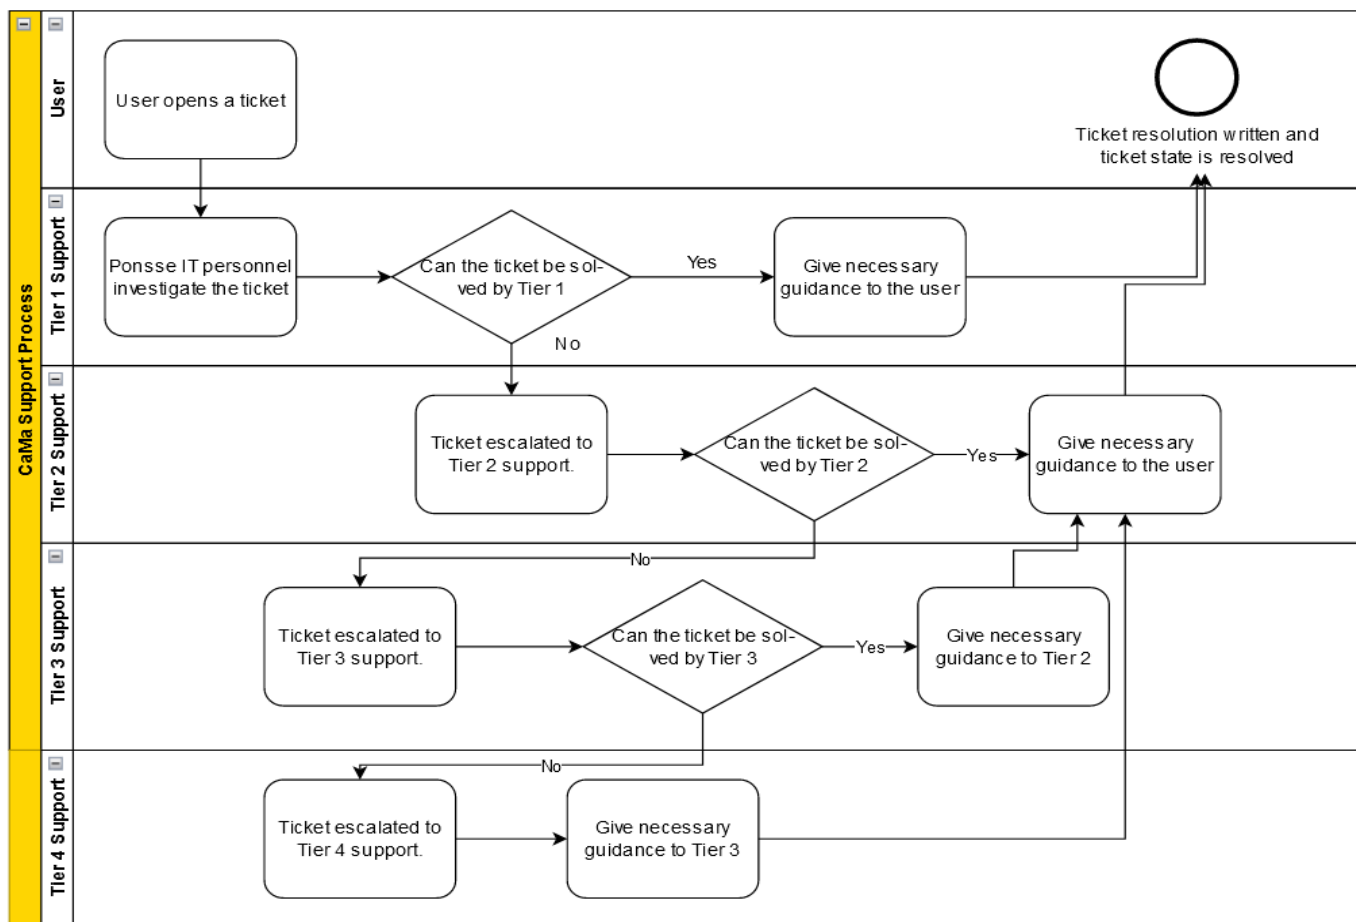 CaMa Support Process
User
User opens a ticket
Ticket resolution written and
ticket state is resolved
Tier 1 Support
Ponsse IT personnel
investigate the ticket
Can the ticket be sol-
ved by Tier 1
Yes
Give necessary
guidance to the user
No
Tier 2 Support
Ticket escalated to
Tier 2 support.
Can the ticket be sol-
ved by Tier 2
Yes
Give necessary
guidance to the user
No
Tier 3 Support
Ticket escalated to
Tier 3 support.
Can the ticket be sol-
ved by Tier 3
Yes
Give necessary
guidance to Tier 2
No
Tier 4 Support
Ticket escalated to
Tier 4 support.
Give necessary
guidance to Tier 3